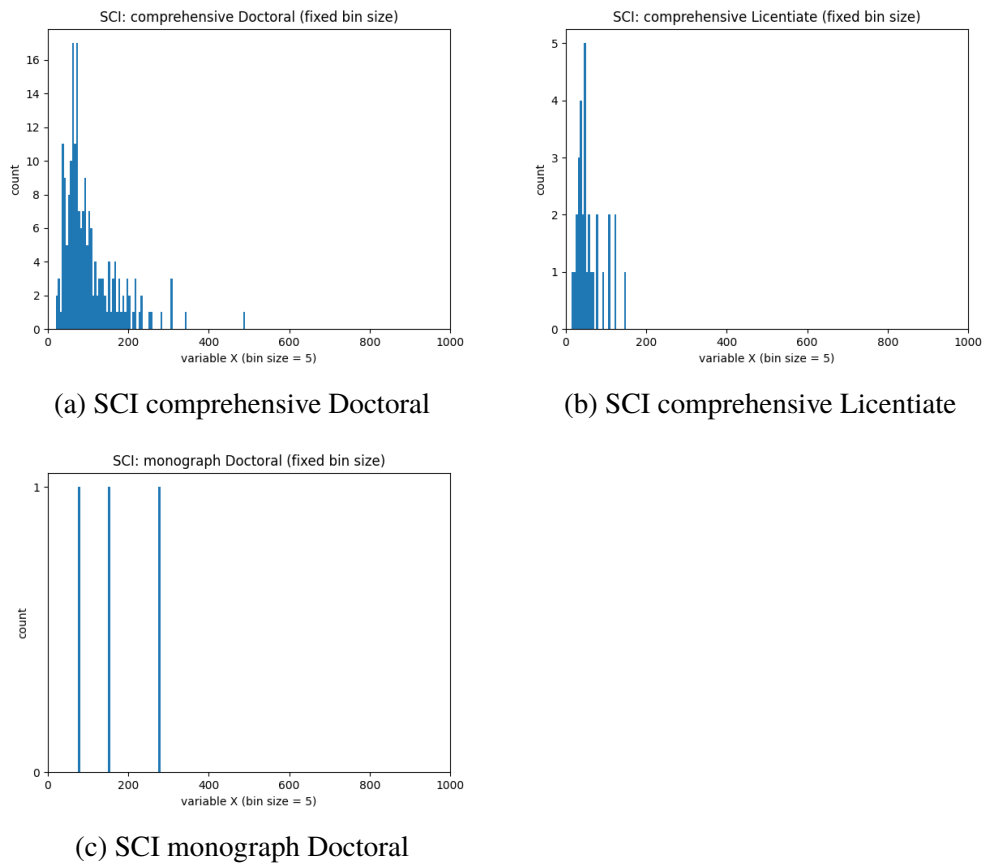 SCI: comprehensive Doctoral (fixed bin size)
16
14
12
10
8
6
4
2
0
count
0 200 400 600 800 1000
variable X (bin size = 5)
(a) SCI comprehensive Doctoral
SCI: comprehensive Licentiate (fixed bin size)
5
4
3
2
1
0
count
0 200 400 600 800 1000
variable X (bin size = 5)
(b) SCI comprehensive Licentiate
SCI: monograph Doctoral (fixed bin size)
1
0
count
0 200 400 600 800 1000
variable X (bin size = 5)
(c) SCI monograph Doctoral